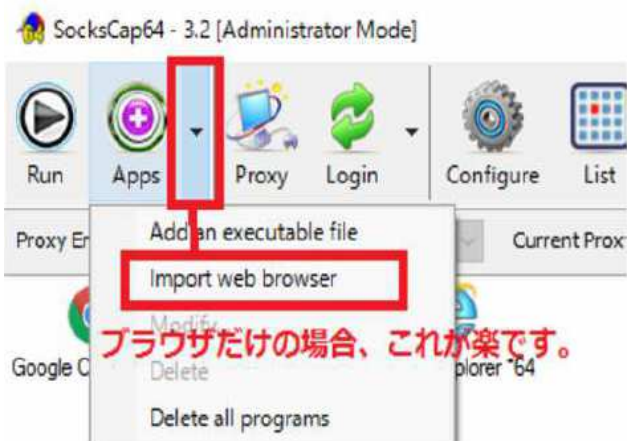 SocksCap64 - 3.2 [Administrator Mode]
Run Apps Proxy Login Configure List
Proxy Current Prox
Add an executable file
Import web browser
Modify
ブラウザだけの場合、これが楽です。
Google plorer 64
Delete
Delete all programs